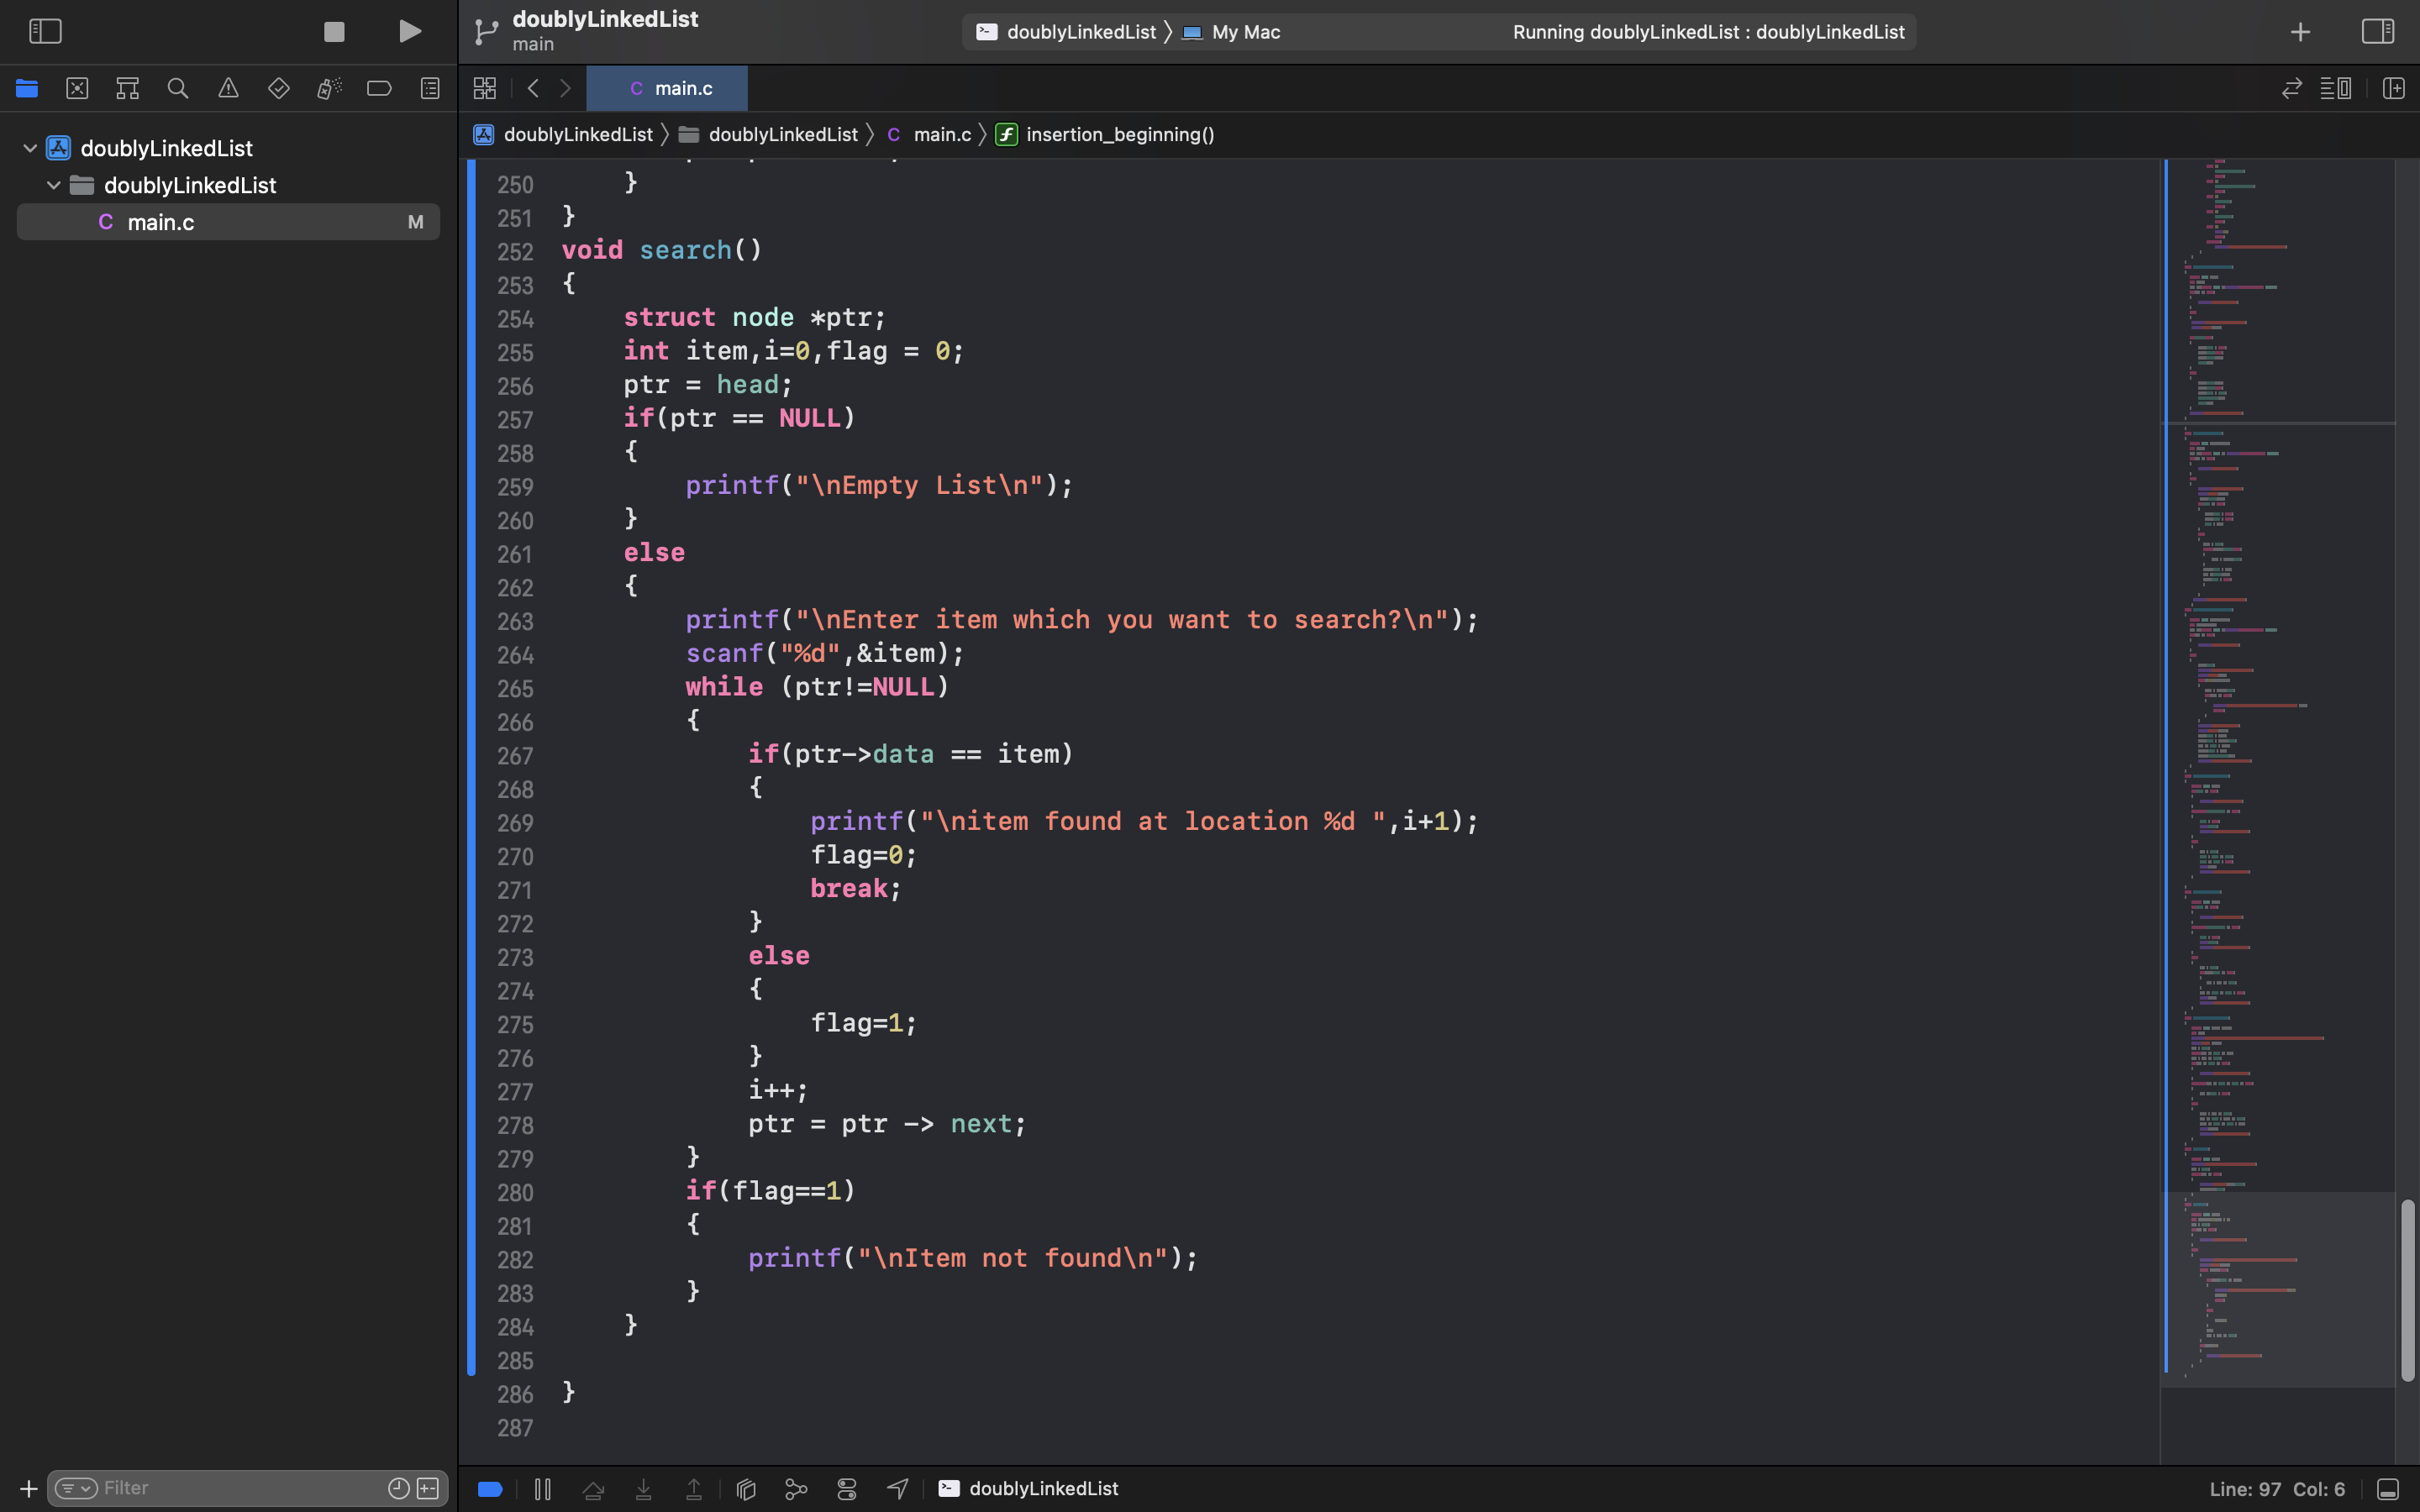 doublyLinkedList
main
doublyLinkedList
My Mac
Running doublyLinkedList : doublyLinkedList
C main.c
doublyLinkedList
doublyLinkedList
C main.c M
doublyLinkedList doublyLinkedList C main.c f insertion_beginning()
250     }
251 }
252 void search()
253 {
254     struct node *ptr;
255     int item,i=0,flag = 0;
256     ptr = head;
257     if(ptr == NULL)
258     {
259         printf("\nEmpty List\n");
260     }
261     else
262     {
263         printf("\nEnter item which you want to search?\n");
264         scanf("%d",&item);
265         while (ptr!=NULL)
266         {
267             if(ptr->data == item)
268             {
269                 printf("\nitem found at location %d ",i+1);
270                 flag=0;
271                 break;
272             }
273             else
274             {
275                 flag=1;
276             }
277             i++;
278             ptr = ptr -> next;
279         }
280         if(flag==1)
281         {
282             printf("\nItem not found\n");
283         }
284     }
285
286 }
287
Filter
doublyLinkedList
Line: 97 Col: 6